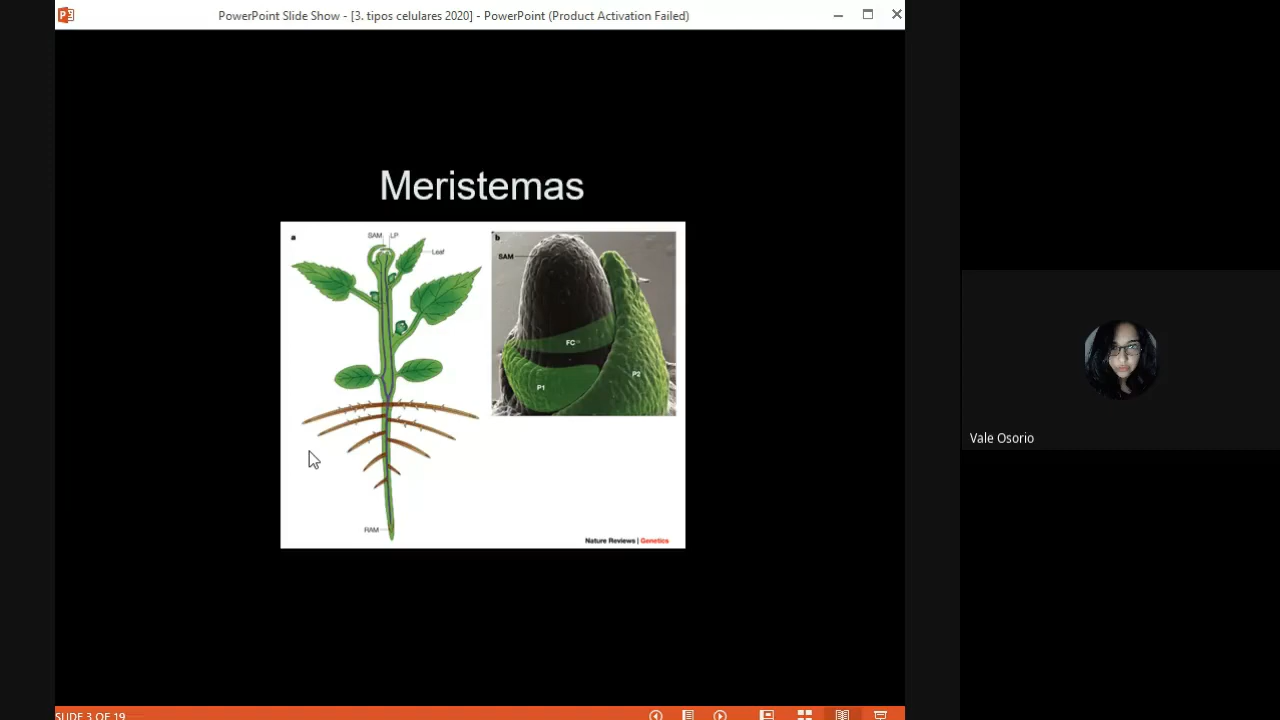 PowerPoint Slide Show - [3. tipos celulares 2020] - PowerPoint (Product Activation Failed)
Meristemas
a
SAM LP
Leaf
RAM
b
SAM
FC
P1
P2
Nature Reviews | Genetics
Vale Osorio
SLIDE 3 OF 19